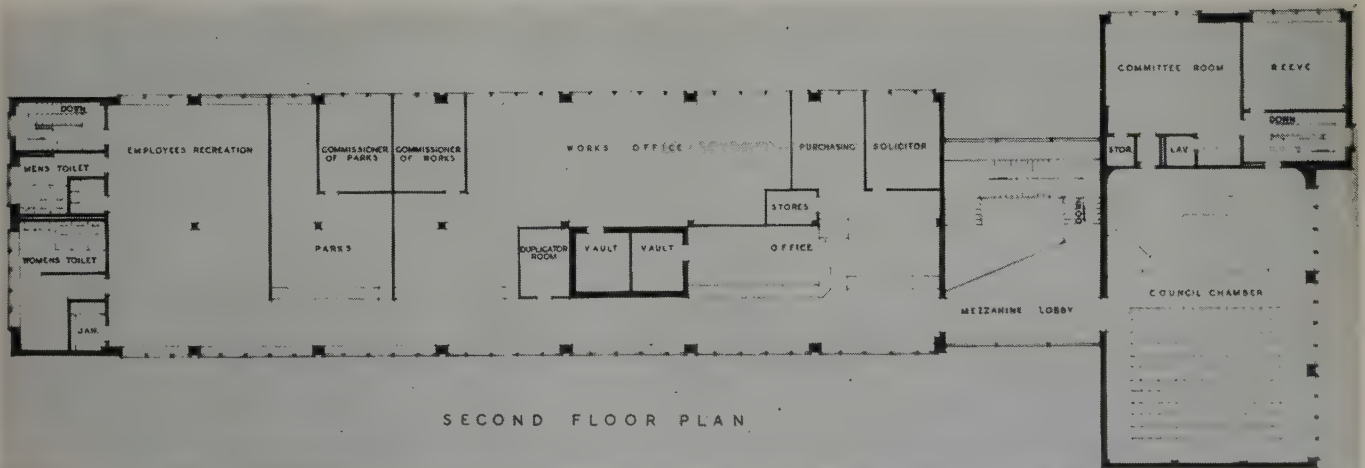 DOWN
MENS TOILET
WOMENS TOILET
JAN.
EMPLOYEES RECREATION
PARKS
COMMISSIONER
OF PARKS
COMMISSIONER
OF WORKS
WORKS OFFICE
DUPLICATOR
ROOM
VAULT
VAULT
STORES
OFFICE
PURCHASING
SOLICITOR
DOWN
MEZZANINE LOBBY
COMMITTEE ROOM
REEVE
STOR.
LAV.
DOWN
COUNCIL CHAMBER
SECOND FLOOR PLAN